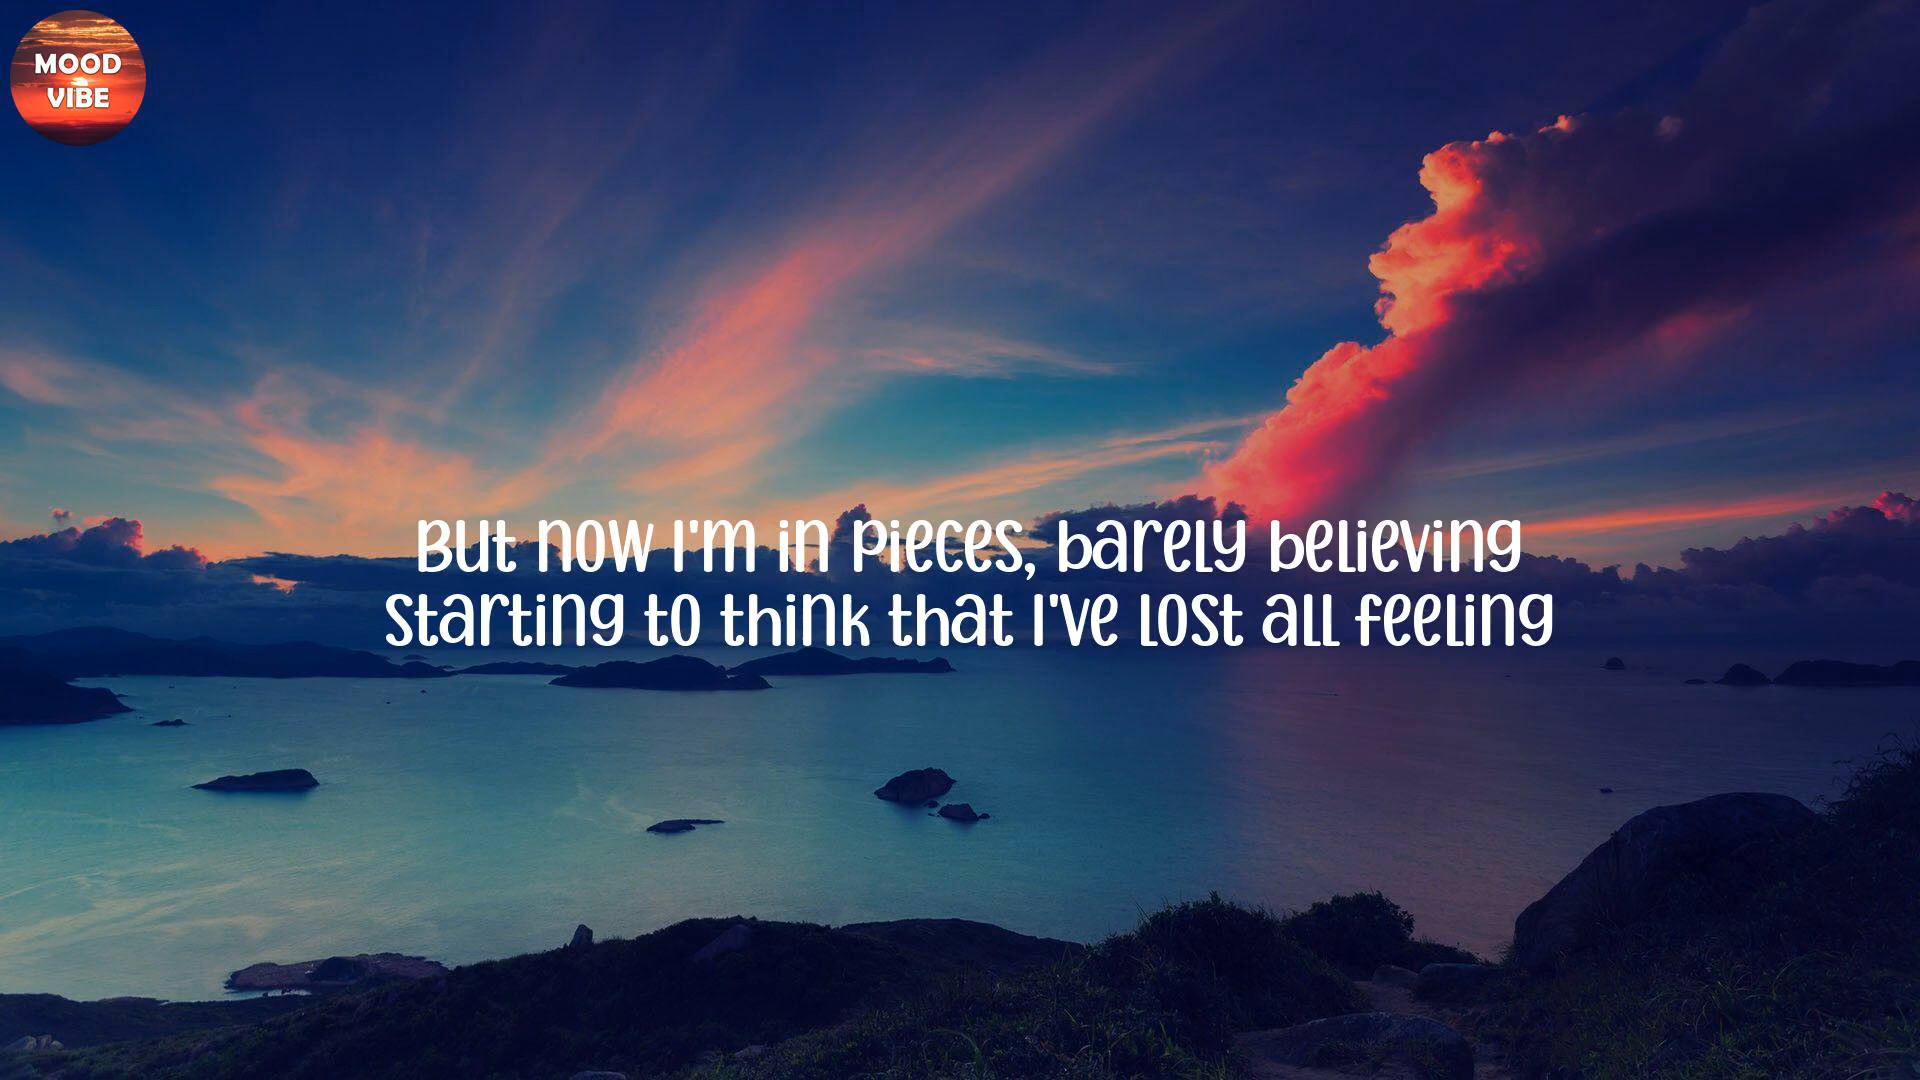 MOOD
VIBE
But now I'm in pieces, barely believing
Starting to think that I've lost all feeling